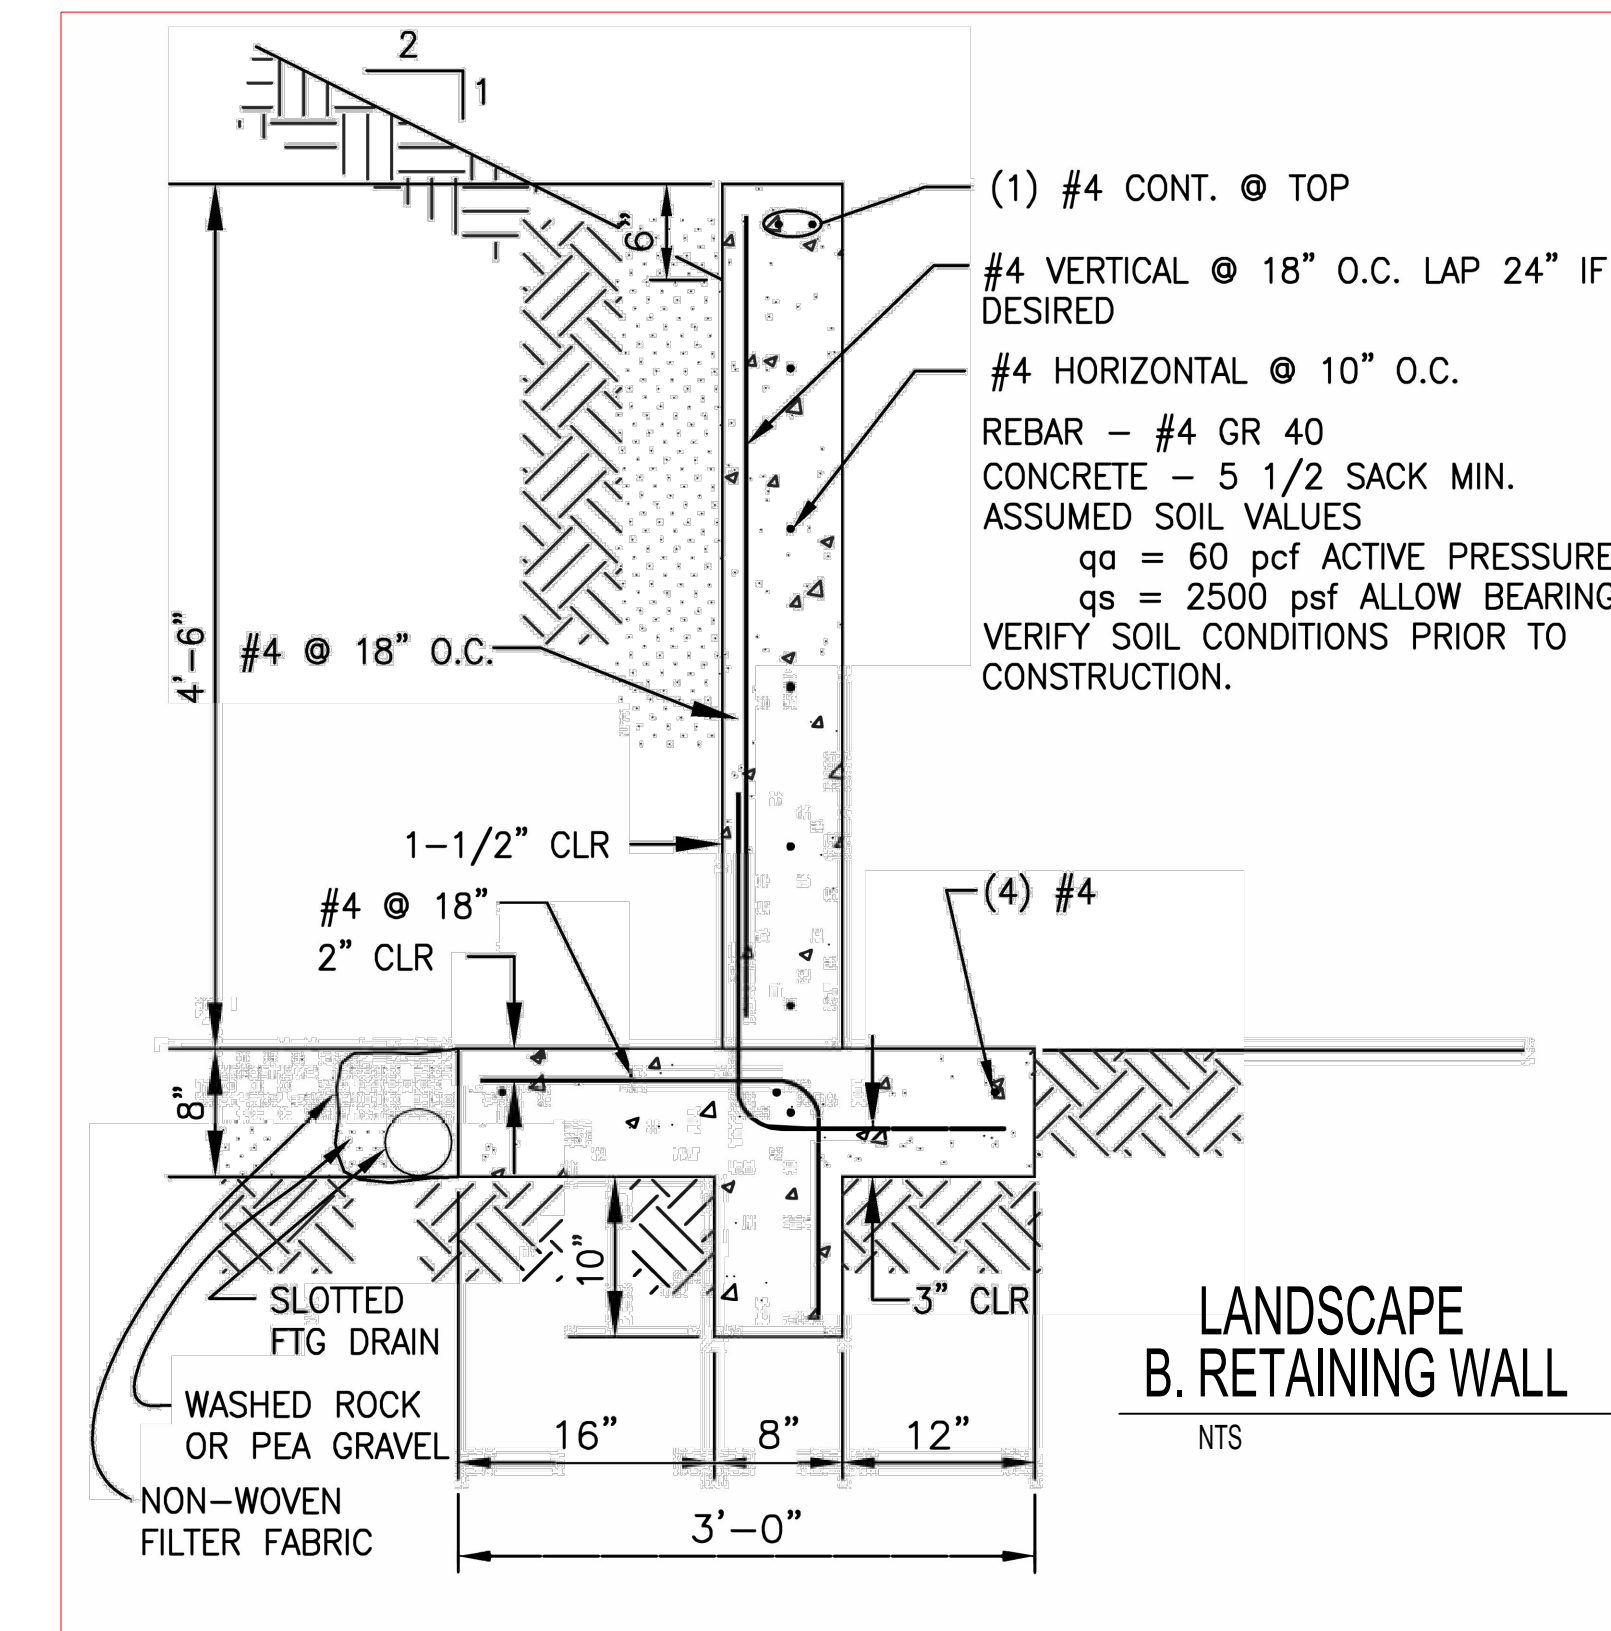 2
1
(1) #4 CONT. @ TOP
6”
#4 VERTICAL @ 18” O.C. LAP 24” IF
DESIRED
#4 HORIZONTAL @ 10” O.C.
REBAR – #4 GR 40
CONCRETE – 5 1/2 SACK MIN.
ASSUMED SOIL VALUES
qa = 60 pcf ACTIVE PRESSURE
qs = 2500 psf ALLOW BEARING
VERIFY SOIL CONDITIONS PRIOR TO
CONSTRUCTION.
4’–6”
#4 @ 18” O.C.
1–1/2” CLR
#4 @ 18”
2” CLR
(4) #4
8”
10”
3” CLR
SLOTTED
FTG DRAIN
WASHED ROCK
OR PEA GRAVEL
NON–WOVEN
FILTER FABRIC
16”
8”
12”
3’–0”
LANDSCAPE
B. RETAINING WALL
NTS